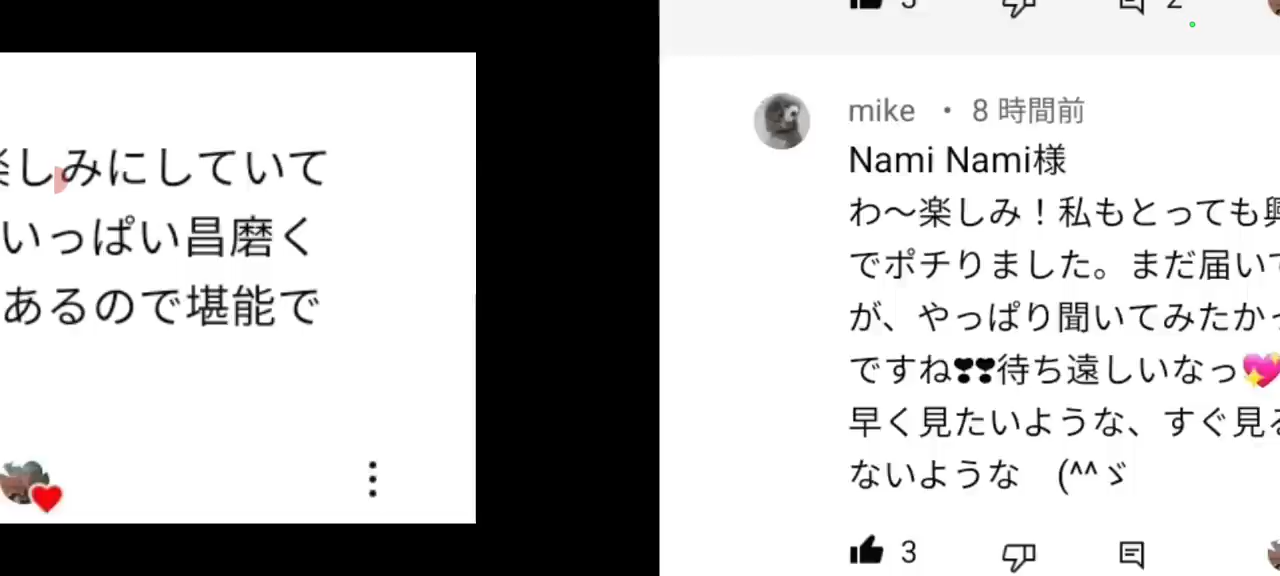 しみにしていて
いっぱい昌磨く
あるので堪能で
2
mike ・ 8 時間前
Nami Nami様
わ〜楽しみ！私もとっても興
でポチりました。まだ届いて
が、やっぱり聞いてみたかっ
ですね❣❣待ち遠しいなっ💖
早く見たいような、すぐ見る
ないような　(^^ゞ
3